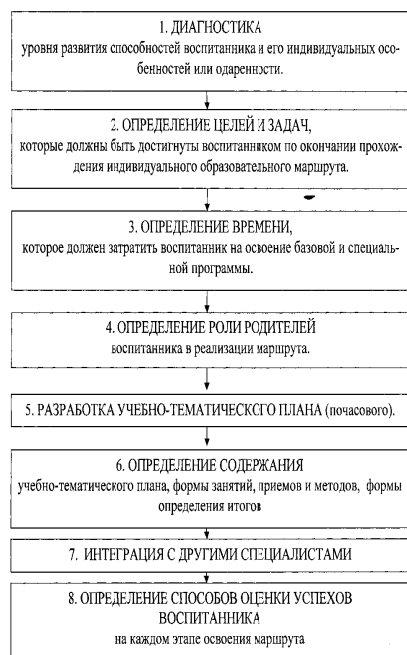 1. ДИАГНОСТИКА
уровня развития способностей воспитанника и его индивидуальных осо-
бенностей или одаренности.
2. ОПРЕДЕЛЕНИЕ ЦЕЛЕЙ И ЗАДАЧ,
которые должны быть достигнуты воспитанником по окончании прохож-
дения индивидуального образовательного маршрута.
3. ОПРЕДЕЛЕНИЕ ВРЕМЕНИ,
которое должен затратить воспитанник на освоение базовой и специаль-
ной программы.
4. ОПРЕДЕЛЕНИЕ РОЛИ РОДИТЕЛЕЙ
воспитанника в реализации маршрута.
5. РАЗРАБОТКА УЧЕБНО-ТЕМАТИЧЕСКОГО ПЛАНА (почасового).
6. ОПРЕДЕЛЕНИЕ СОДЕРЖАНИЯ
учебно-тематического плана, формы занятий, приемов и методов, формы
определения итогов
7. ИНТЕГРАЦИЯ С ДРУГИМИ СПЕЦИАЛИСТАМИ
8. ОПРЕДЕЛЕНИЕ СПОСОБОВ ОЦЕНКИ УСПЕХОВ
ВОСПИТАННИКА
на каждом этапе освоения маршрута